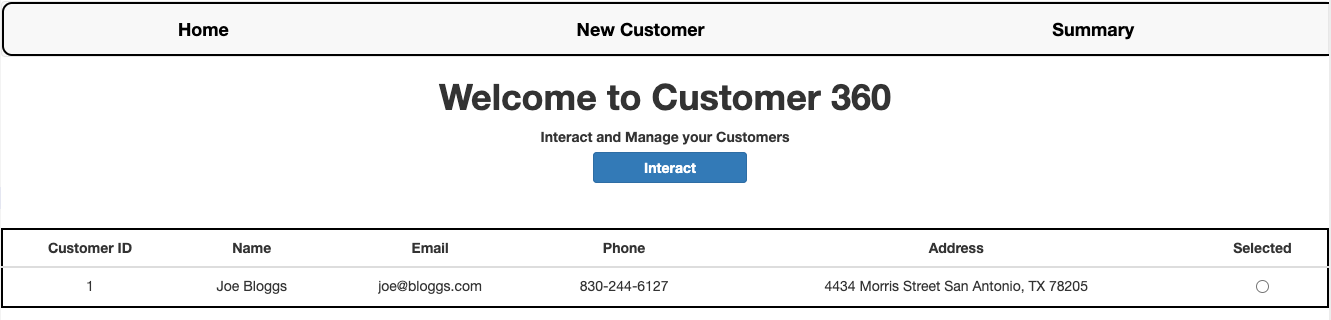 Home New Customer Summary
Welcome to Customer 360
Interact and Manage your Customers
Interact
Customer ID Name Email Phone Address Selected
1 Joe Bloggs joe@bloggs.com 830-244-6127 4434 Morris Street San Antonio, TX 78205